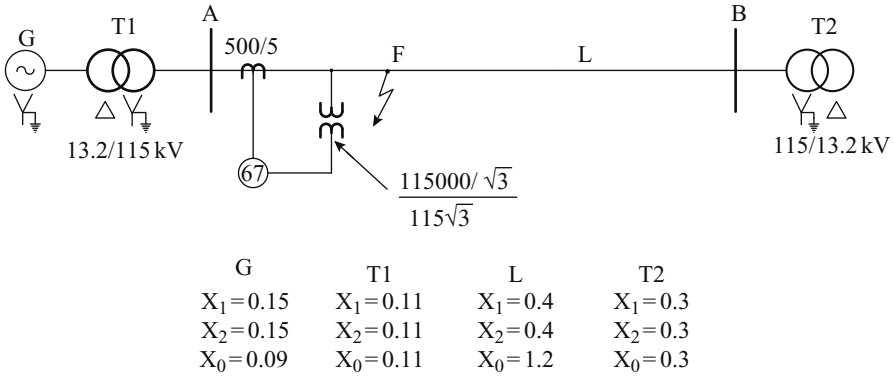 G
T1
A
500/5
F
L
B
T2
13.2/115 kV
67
115000/√3
115√3
115/13.2 kV
G T1 L T2
X₁=0.15 X₁=0.11 X₁=0.4 X₁=0.3
X₂=0.15 X₂=0.11 X₂=0.4 X₂=0.3
X₀=0.09 X₀=0.11 X₀=1.2 X₀=0.3